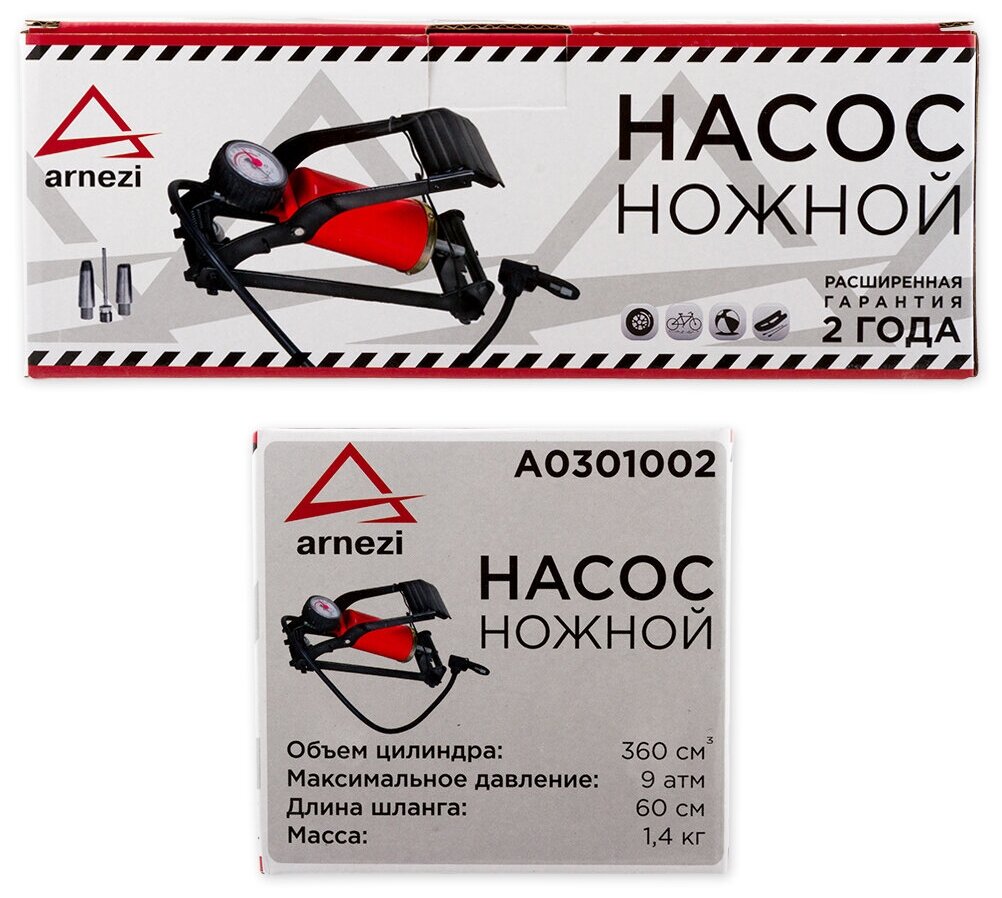 arnezi
НАСОС
НОЖНОЙ
РАСШИРЕННАЯ
ГАРАНТИЯ
2 ГОДА
arnezi
A0301002
НАСОС
НОЖНОЙ
Объем цилиндра: 360 см³
Максимальное давление: 9 атм
Длина шланга: 60 см
Масса: 1,4 кг